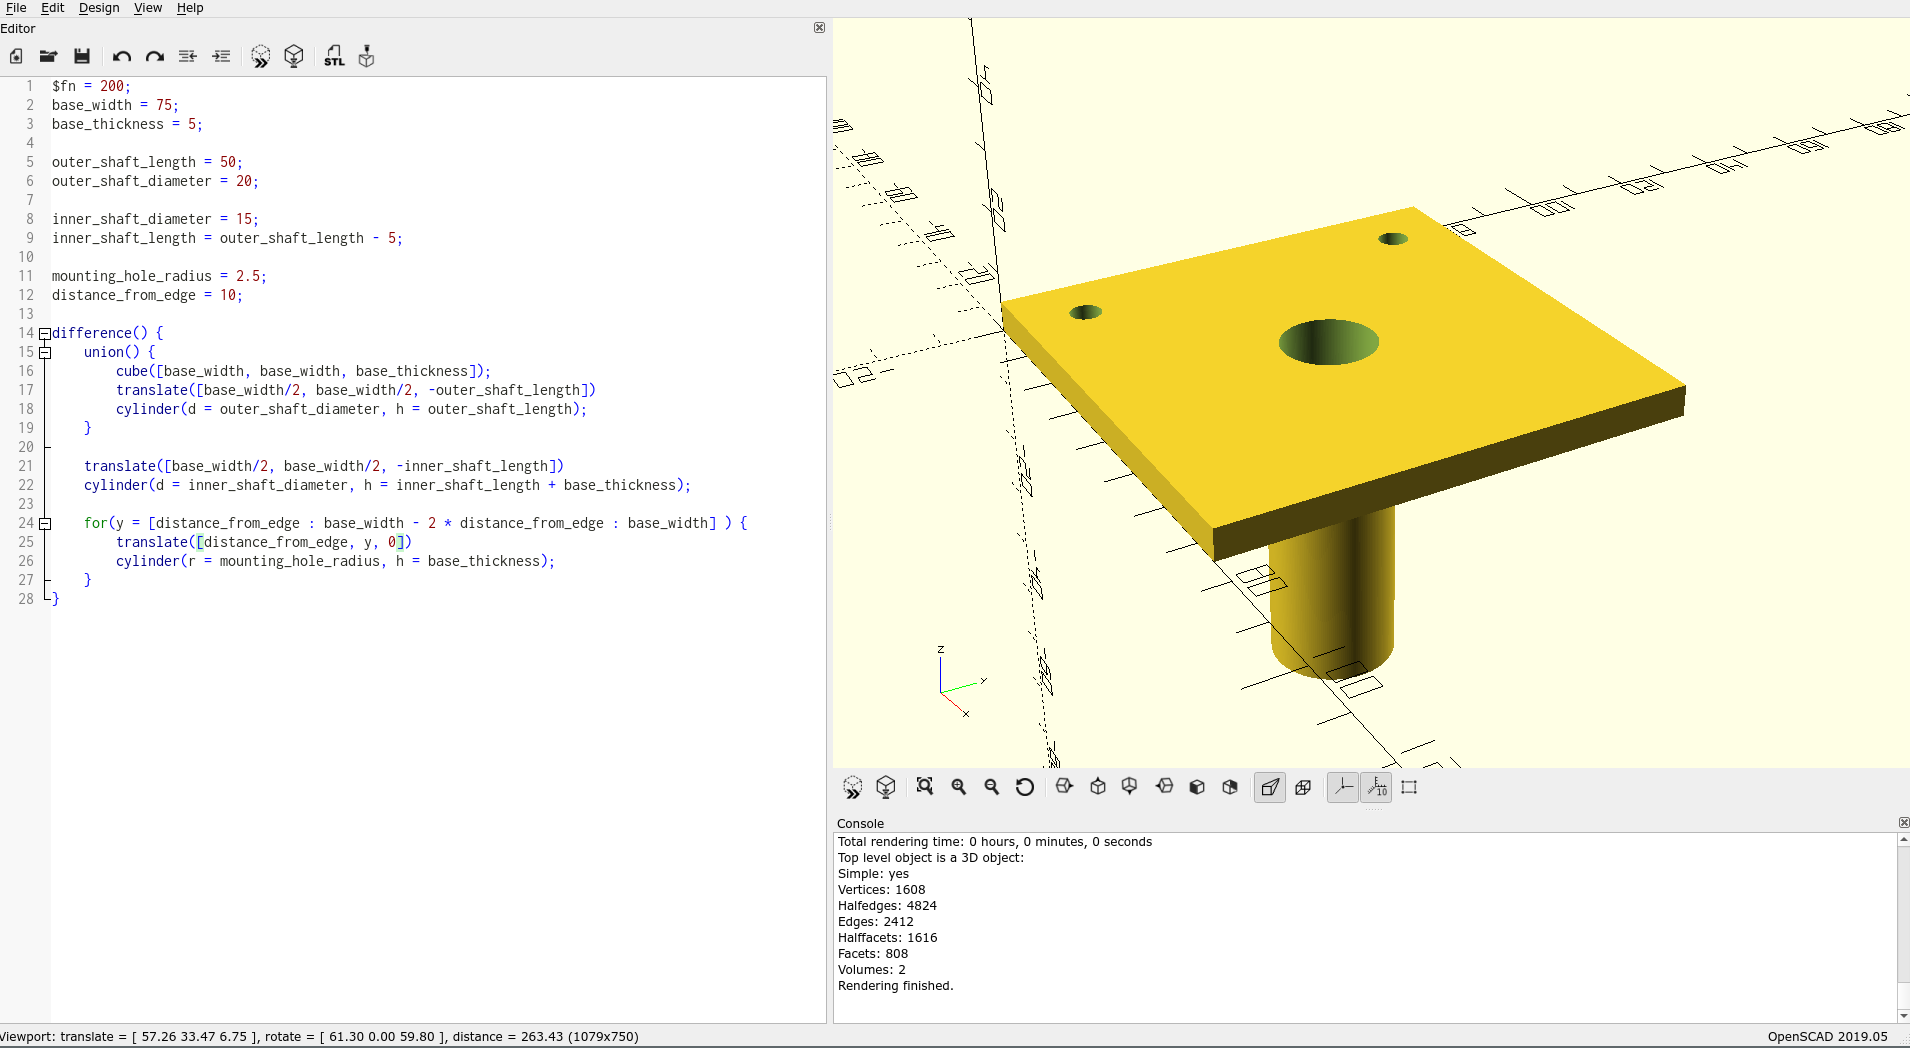 File Edit Design View Help
Editor
STL
1 $fn = 200;
2 base_width = 75;
3 base_thickness = 5;
4
5 outer_shaft_length = 50;
6 outer_shaft_diameter = 20;
7
8 inner_shaft_diameter = 15;
9 inner_shaft_length = outer_shaft_length - 5;
10
11 mounting_hole_radius = 2.5;
12 distance_from_edge = 10;
13
14 difference() {
15     union() {
16         cube([base_width, base_width, base_thickness]);
17         translate([base_width/2, base_width/2, -outer_shaft_length])
18         cylinder(d = outer_shaft_diameter, h = outer_shaft_length);
19     }
20
21     translate([base_width/2, base_width/2, -inner_shaft_length])
22     cylinder(d = inner_shaft_diameter, h = inner_shaft_length + base_thickness);
23
24     for(y = [distance_from_edge : base_width - 2 * distance_from_edge : base_width] ) {
25         translate([distance_from_edge, y, 0])
26         cylinder(r = mounting_hole_radius, h = base_thickness);
27     }
28 }
z
y
x
10
Console
Total rendering time: 0 hours, 0 minutes, 0 seconds
Top level object is a 3D object:
Simple: yes
Vertices: 1608
Halfedges: 4824
Edges: 2412
Halffacets: 1616
Facets: 808
Volumes: 2
Rendering finished.
Viewport: translate = [ 57.26 33.47 6.75 ], rotate = [ 61.30 0.00 59.80 ], distance = 263.43 (1079x750)
OpenSCAD 2019.05